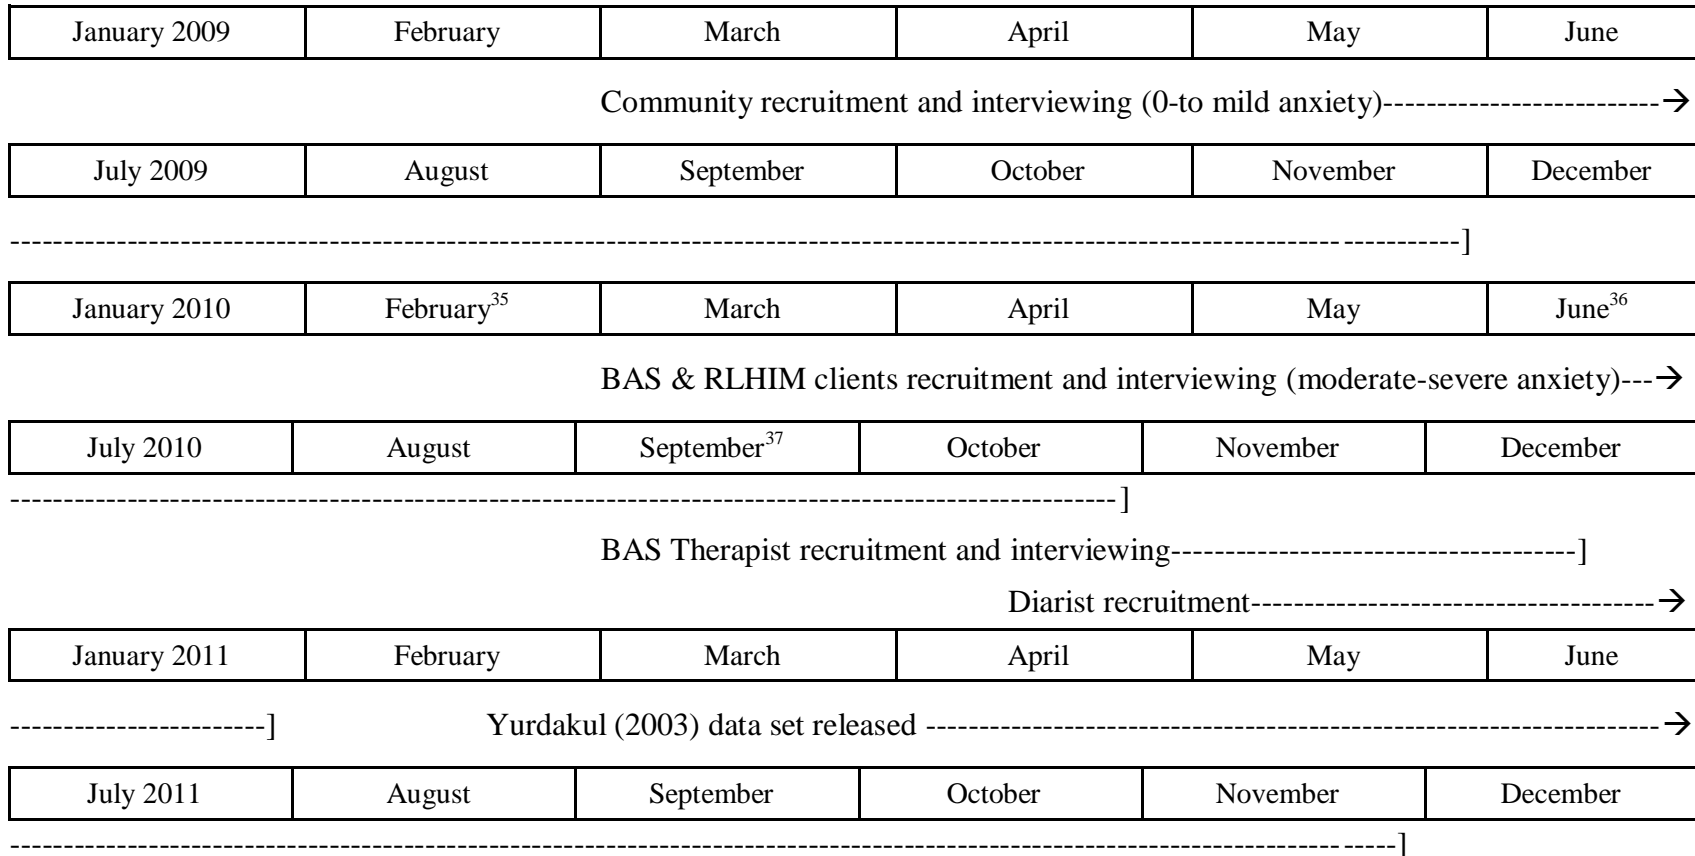 January 2009 February March April May June
Community recruitment and interviewing (0-to mild anxiety)--------------------------→
July 2009 August September October November December
----------------------------------------------------------------------------------------------------------------------------------------]
January 2010 February35 March April May June36
BAS & RLHIM clients recruitment and interviewing (moderate-severe anxiety)---→
July 2010 August September37 October November December
--------------------------------------------------------------------------------------------------------]
BAS Therapist recruitment and interviewing--------------------------------------]
Diarist recruitment--------------------------------------→
January 2011 February March April May June
------------------------] Yurdakul (2003) data set released ---------------------------------------------------------------------→
July 2011 August September October November December
----------------------------------------------------------------------------------------------------------------------------------]